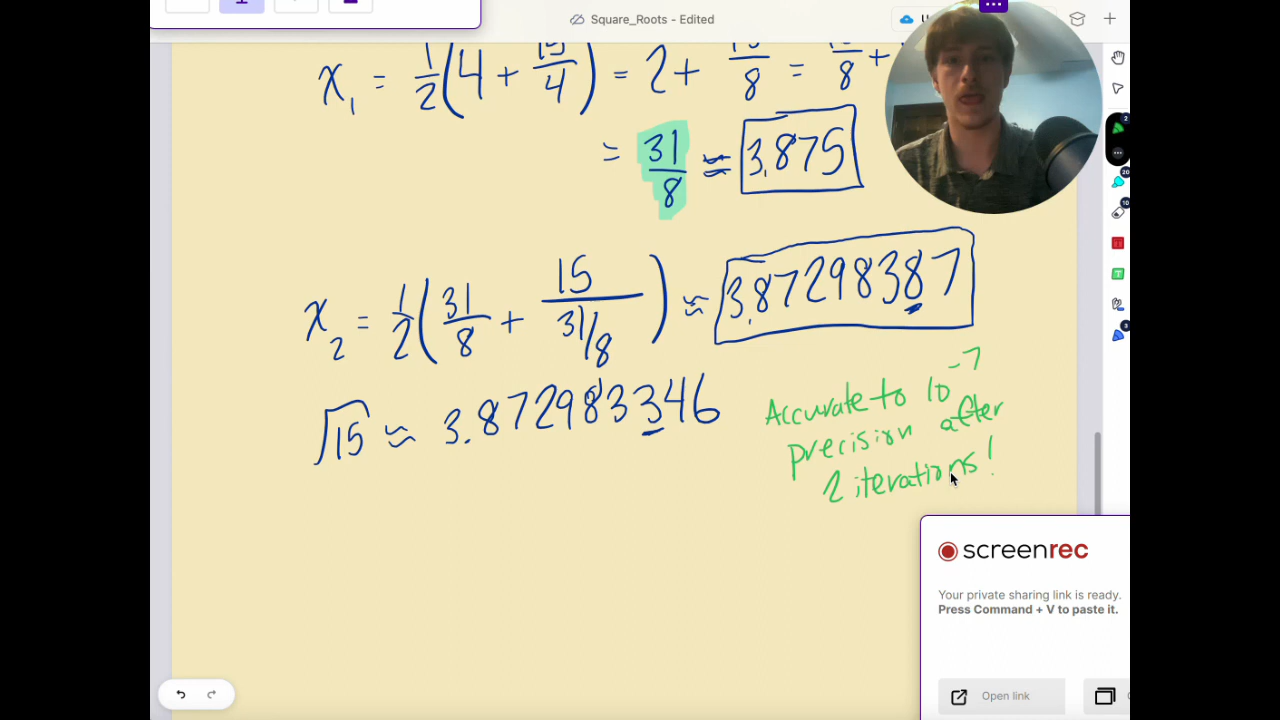 Square_Roots - Edited
x₁ = 1/2(4 + 15/4) = 2 + 15/8 =
= 31/8 ≈ 3.875
x₂ = 1/2(31/8 + 15/31/8) ≈ 3.87298387
√15 ≈ 3.872983346
Accurate to 10⁻⁷
precision after
2 iterations!
screenrec
Your private sharing link is ready.
Press Command + V to paste it.
Open link